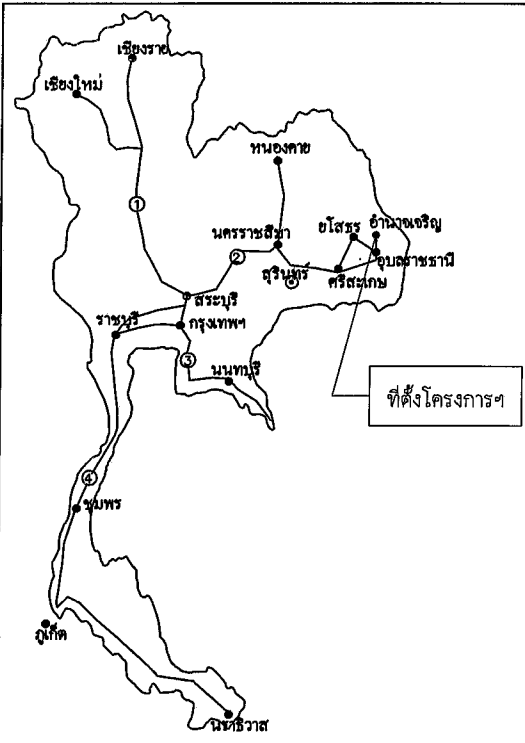 เชียงราย
เชียงใหม่
หนองคาย
①
นครราชสีมา
ยโสธร
อำนาจเจริญ
②
สุรินทร์
อุบลราชธานี
ศรีสะเกษ
สระบุรี
ราชบุรี
กรุงเทพฯ
③
นนทบุรี
ที่ตั้งโครงการฯ
④
ชุมพร
ภูเก็ต
นราธิวาส